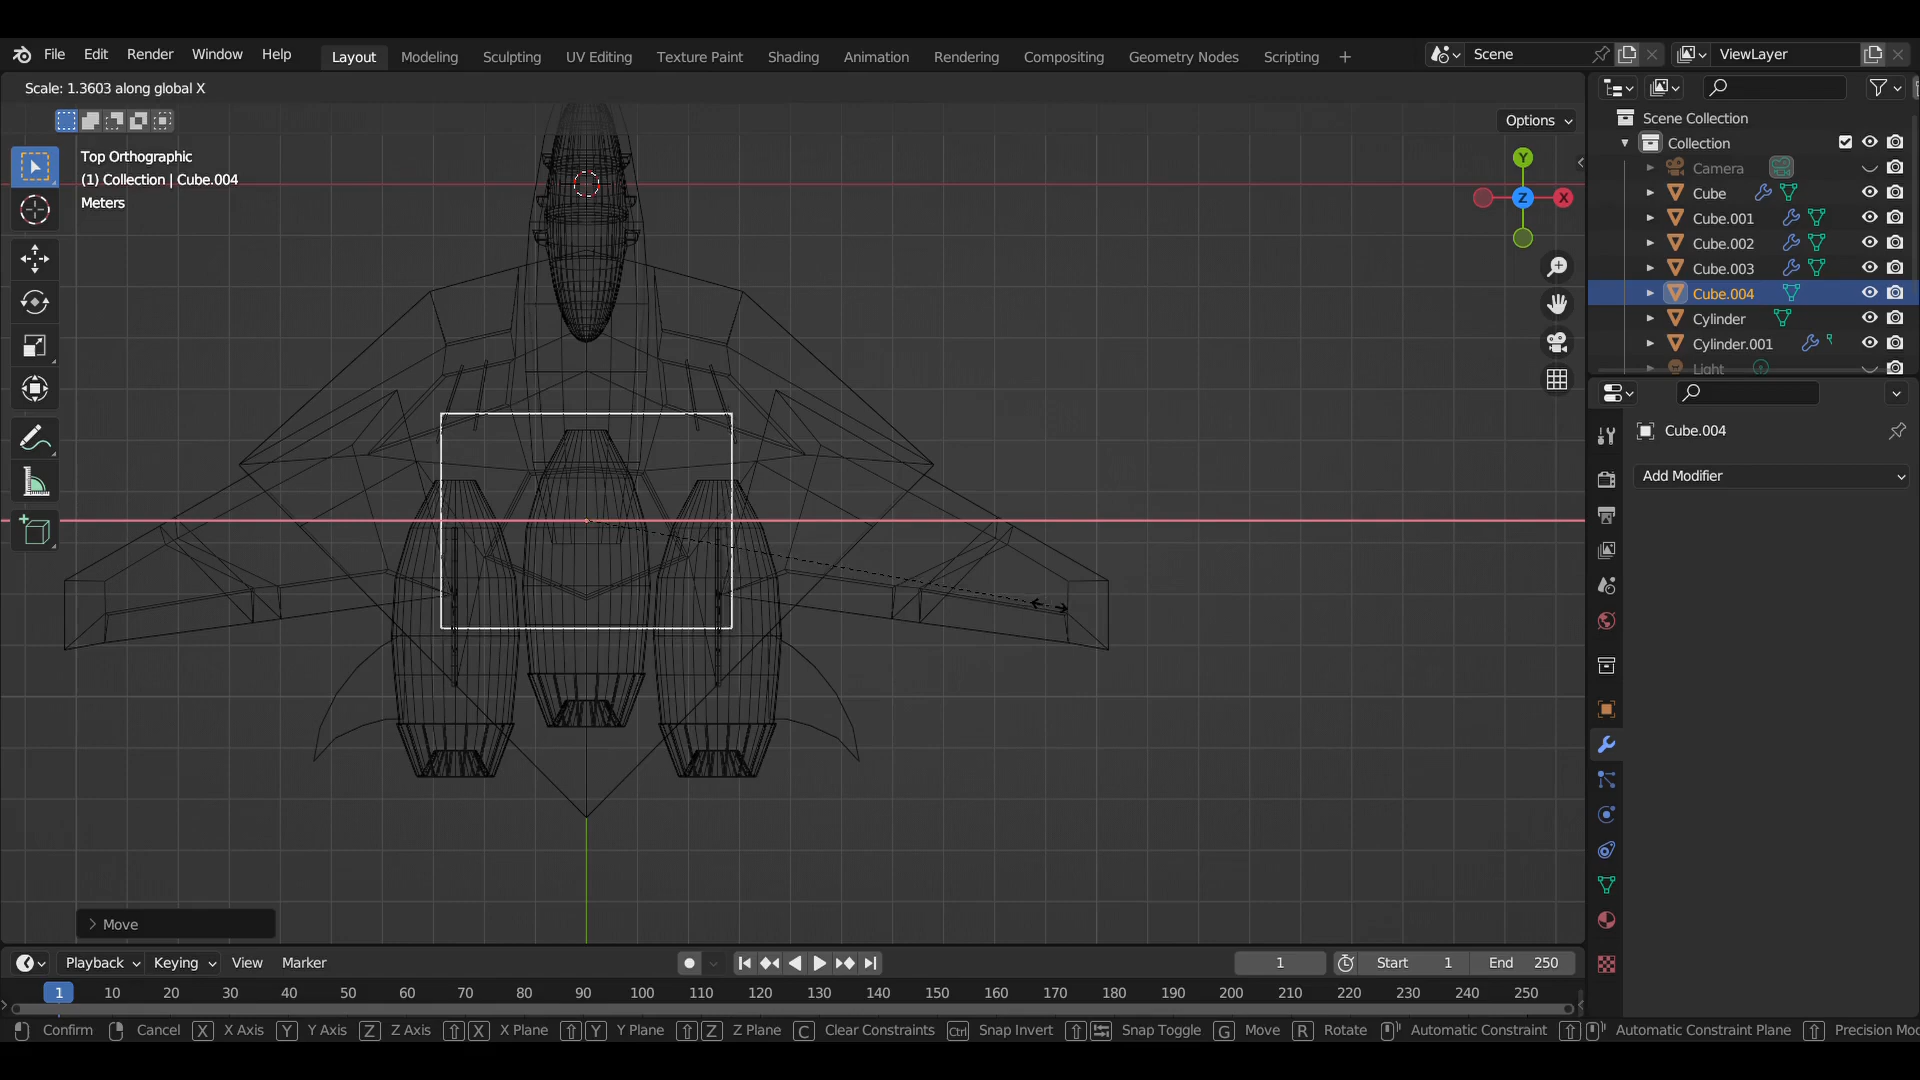 File Edit Render Window Help Layout Modeling Sculpting UV Editing Texture Paint Shading Animation Rendering Compositing Geometry Nodes Scripting + Scene ViewLayer
Scale: 1.3603 along global X
Options
Top Orthographic
(1) Collection | Cube.004
Meters
Y
Z
X
Scene Collection
Collection
Camera
Cube
Cube.001
Cube.002
Cube.003
Cube.004
Cylinder
Cylinder.001
Light
Cube.004
Add Modifier
Move
Playback Keying View Marker 1 Start 1 End 250
1 10 20 30 40 50 60 70 80 90 100 110 120 130 140 150 160 170 180 190 200 210 220 230 240 250
Confirm Cancel X X Axis Y Y Axis Z Z Axis X X Plane Y Y Plane Z Z Plane C Clear Constraints Ctrl Snap Invert Snap Toggle G Move R Rotate Automatic Constraint Automatic Constraint Plane Precision Mo